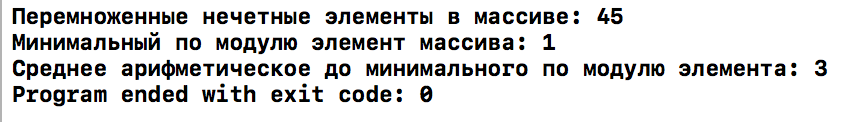 Перемноженные нечетные элементы в массиве: 45
Минимальный по модулю элемент массива: 1
Среднее арифметическое до минимального по модулю элемента: 3
Program ended with exit code: 0